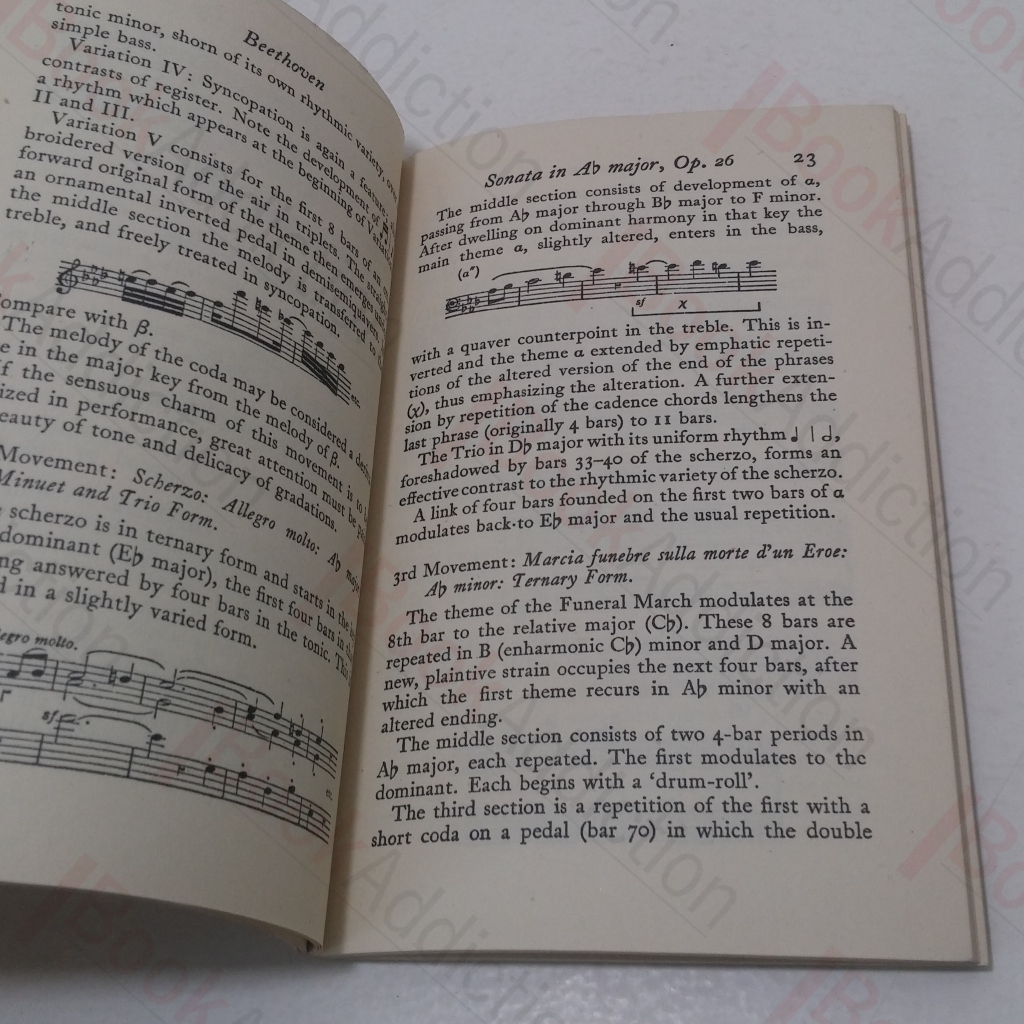 Beethoven
tonic minor, shorn of its own rhythmic variety, over
simple bass.
Variation IV: Syncopation is again a feature: the
contrasts of register. Note the development of
a rhythm which appears at the beginning of Variations
II and III.
Variation V consists for the first 8 bars of an
broidered version of the air in triplets. The straight-
forward original form of the theme then emerges under
an ornamental inverted pedal in demisemiquavers.
the middle section the melody is transferred to the
treble, and freely treated in syncopation.
etc.
Compare with β.
The melody of the coda may be considered a
e in the major key from the melody of β.
If the sensuous charm of this movement is to
ized in performance, great attention must be
beauty of tone and delicacy of gradations.
Movement: Scherzo: Allegro molto: A♭ major
Minuet and Trio Form.
e scherzo is in ternary form and starts in the
dominant (E♭ major), the first four bars in
ng answered by four bars in the tonic. This
d in a slightly varied form.
legro molto.
sf
etc.
Sonata in A♭ major, Op. 26 23
The middle section consists of development of α,
passing from A♭ major through B♭ major to F minor.
After dwelling on dominant harmony in that key the
main theme α, slightly altered, enters in the bass,
(α″)
sf χ
with a quaver counterpoint in the treble. This is in-
verted and the theme α extended by emphatic repeti-
tions of the altered version of the end of the phrases
(χ), thus emphasizing the alteration. A further exten-
sion by repetition of the cadence chords lengthens the
last phrase (originally 4 bars) to 11 bars.
The Trio in D♭ major with its uniform rhythm 𝅗𝅥 | 𝅗𝅥,
foreshadowed by bars 33–40 of the scherzo, forms an
effective contrast to the rhythmic variety of the scherzo.
A link of four bars founded on the first two bars of α
modulates back·to E♭ major and the usual repetition.
3rd Movement: Marcia funebre sulla morte d'un Eroe:
A♭ minor: Ternary Form.
The theme of the Funeral March modulates at the
8th bar to the relative major (C♭). These 8 bars are
repeated in B (enharmonic C♭) minor and D major. A
new, plaintive strain occupies the next four bars, after
which the first theme recurs in A♭ minor with an
altered ending.
The middle section consists of two 4-bar periods in
A♭ major, each repeated. The first modulates to the
dominant. Each begins with a 'drum-roll'.
The third section is a repetition of the first with a
short coda on a pedal (bar 70) in which the double
BookAddiction